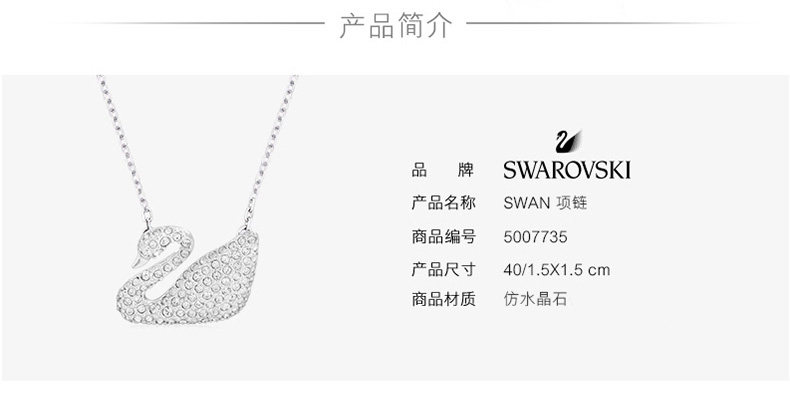 产品简介
品 牌 SWAROVSKI
产品名称 SWAN 项链
商品编号 5007735
产品尺寸 40/1.5X1.5 cm
商品材质 仿水晶石